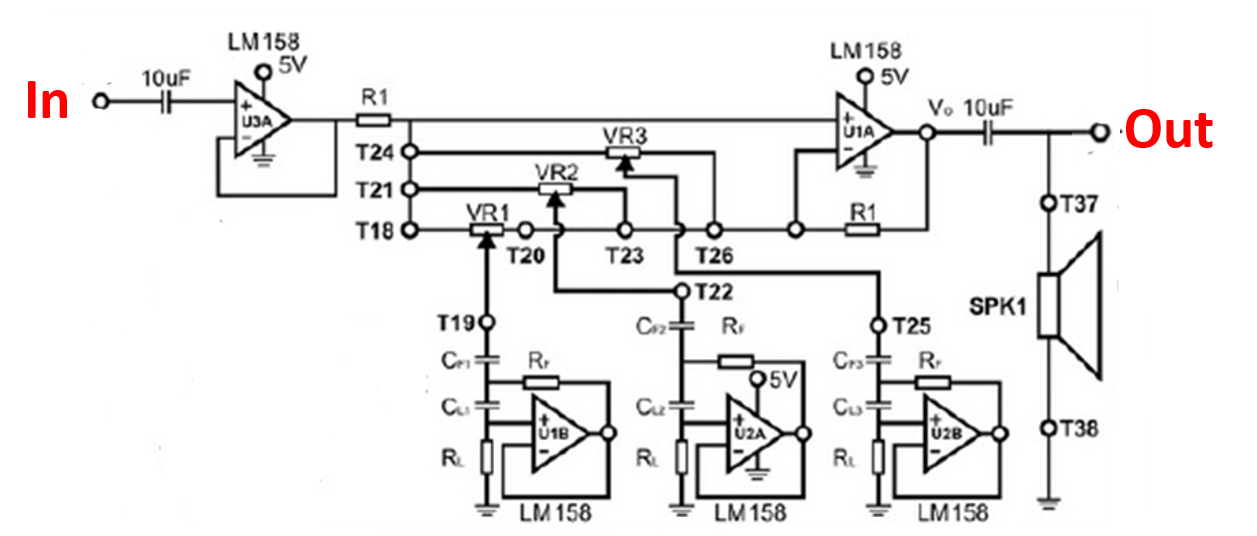 LM158
5V
LM158
5V
In
10uF
+
U3A
−
R1
+
U1A
−
Vo
10uF
Out
T24
VR3
T21
VR2
T18
VR1
T20
T23
T26
R1
T37
T22
T19
T25
SPK1
CF1
RF
CF2
RF
CF3
RF
5V
CL1
CL2
CL3
+
U1B
−
+
U2A
−
+
U2B
−
T38
RL
RL
RL
LM158
LM158
LM158